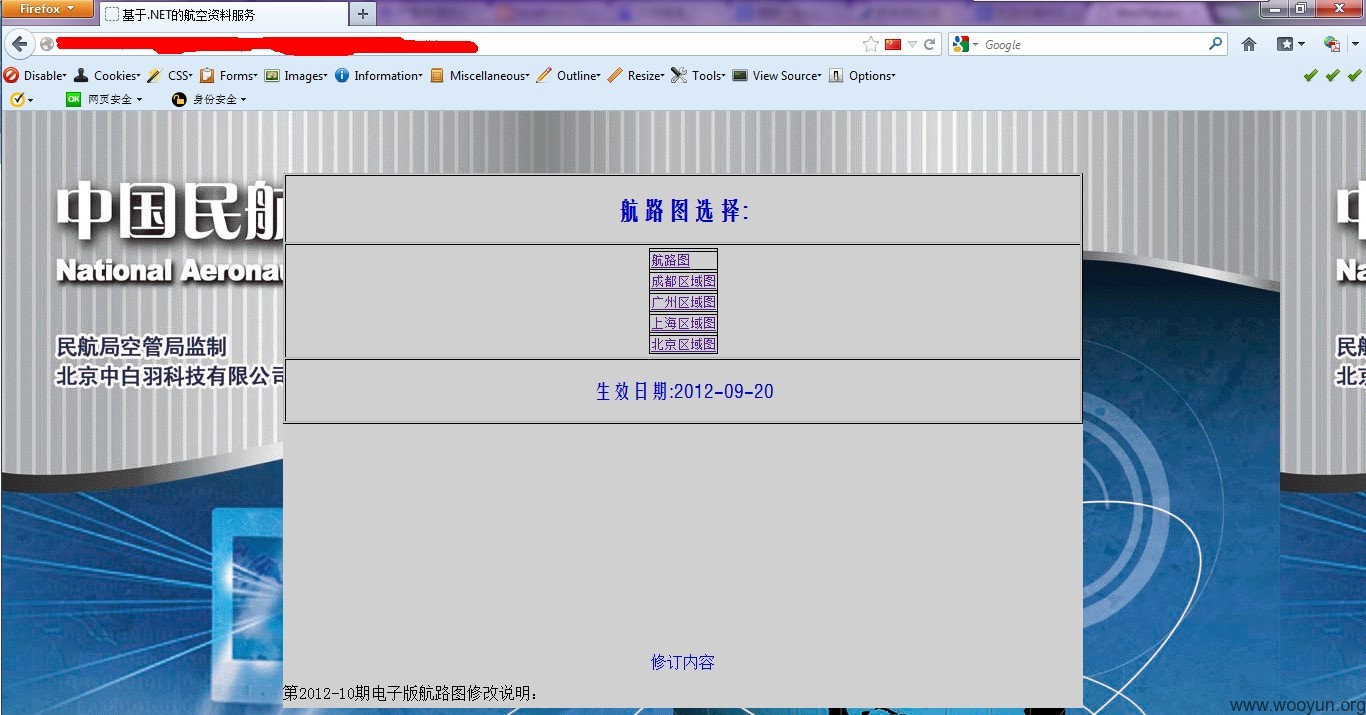 Firefox
基于.NET的航空资料服务
Google
Disable Cookies CSS Forms Images Information Miscellaneous Outline Resize Tools View Source Options
OK 网页安全 身份安全
中国民航
National Aeronau
民航局空管局监制
北京中白羽科技有限公司
航路图选择:
航路图
成都区域图
广州区域图
上海区域图
北京区域图
生效日期:2012-09-20
修订内容
第2012-10期电子版航路图修改说明:
Na
民航
北京
www.wooyun.org